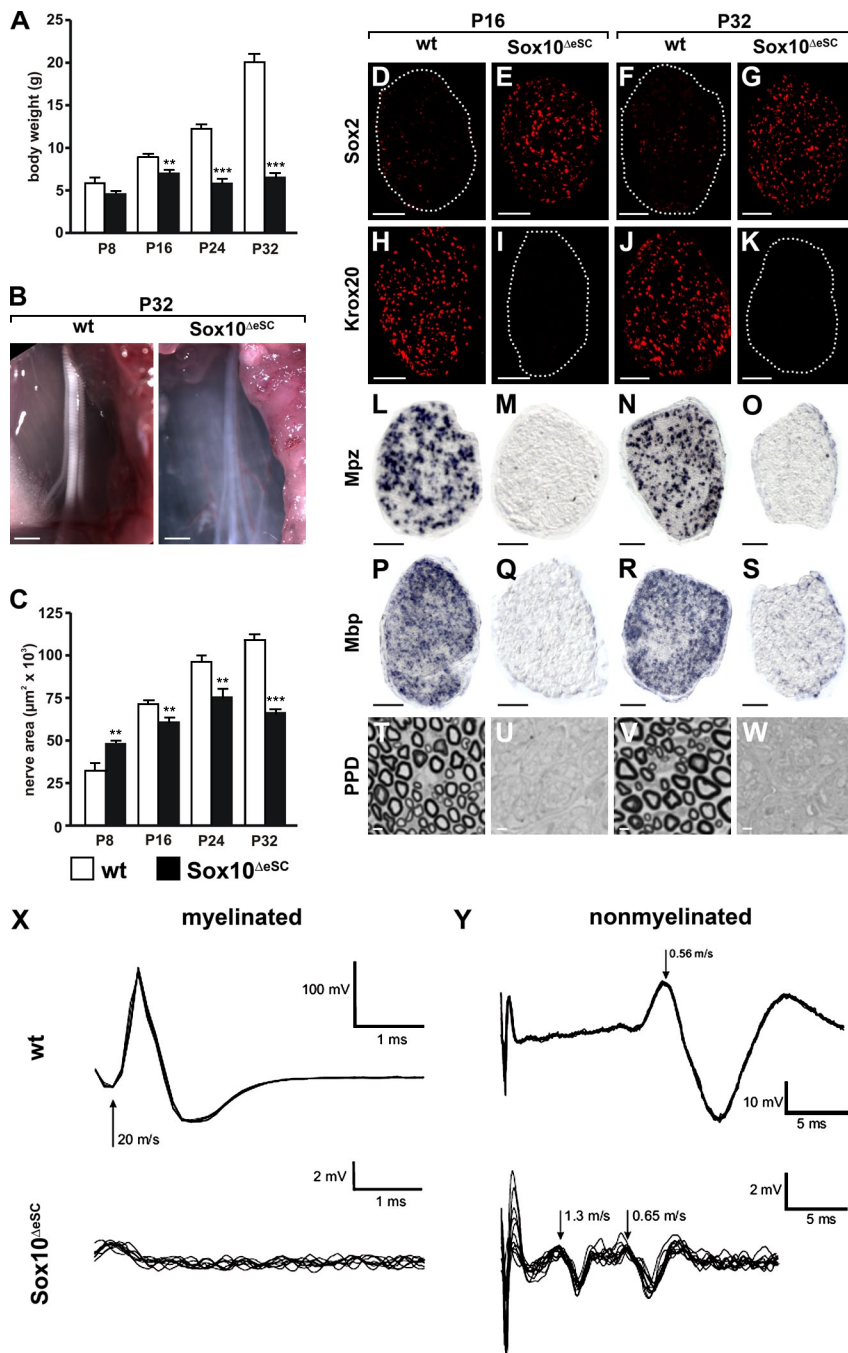 A
body weight (g)
25
20
15
10
5
0
**
***
***
P8 P16 P24 P32
B
P32
wt Sox10ΔeSC
C
nerve area (µm² x 10³)
125
100
75
50
25
0
**
**
**
***
P8 P16 P24 P32
wt Sox10ΔeSC
P16 P32
wt Sox10ΔeSC wt Sox10ΔeSC
Sox2
D E F G
Krox20
H I J K
Mpz
L M N O
Mbp
P Q R S
PPD
T U V W
X myelinated
wt
100 mV
1 ms
20 m/s
Sox10ΔeSC
2 mV
1 ms
Y nonmyelinated
0.56 m/s
10 mV
5 ms
1.3 m/s
0.65 m/s
2 mV
5 ms